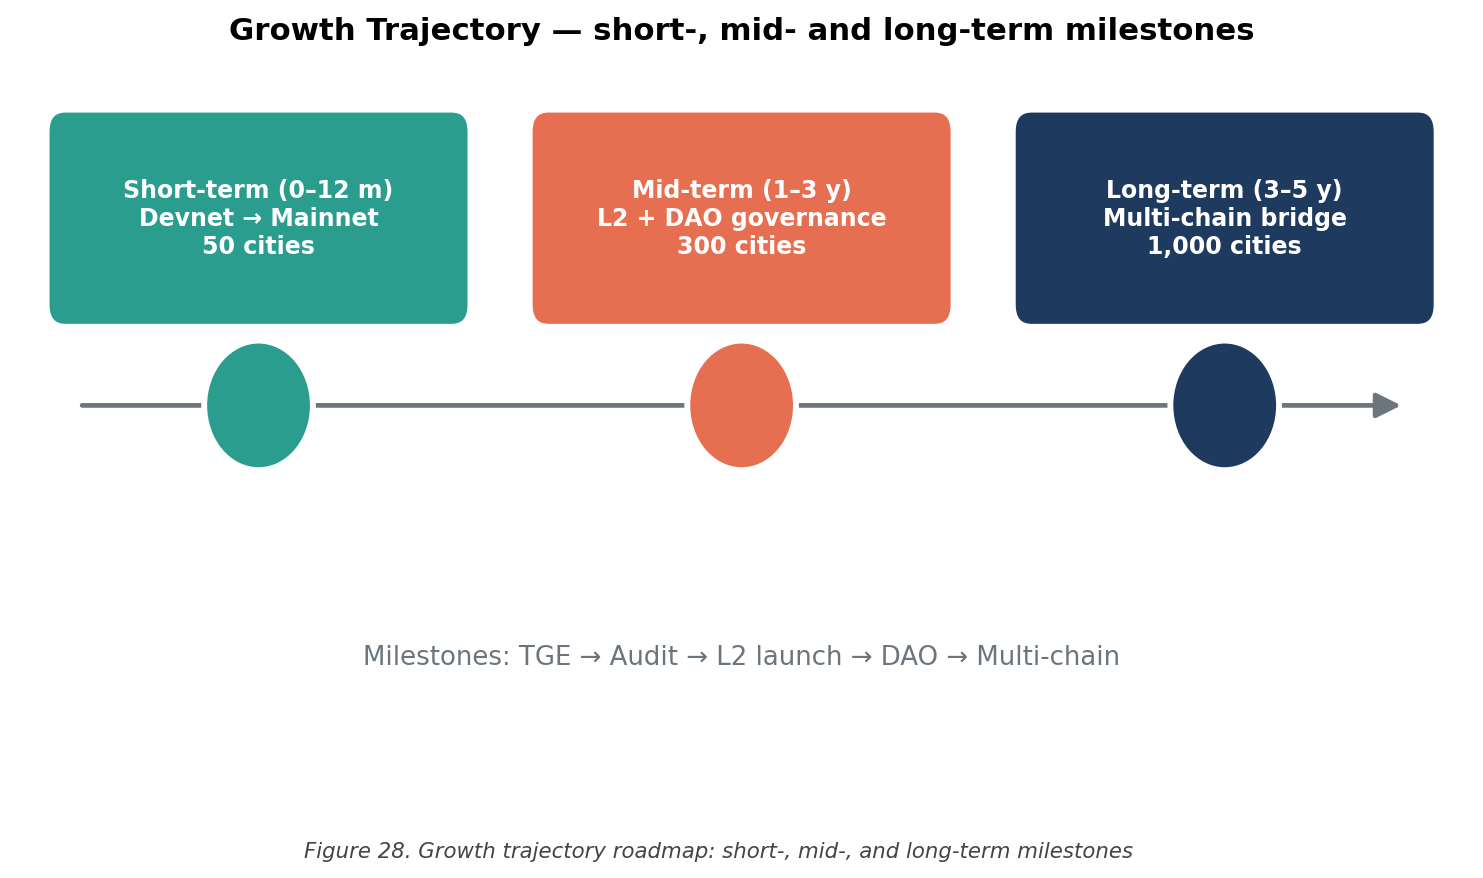 Growth Trajectory — short-, mid- and long-term milestones
Short-term (0–12 m)
Devnet → Mainnet
50 cities
Mid-term (1–3 y)
L2 + DAO governance
300 cities
Long-term (3–5 y)
Multi-chain bridge
1,000 cities
Milestones: TGE → Audit → L2 launch → DAO → Multi-chain
Figure 28. Growth trajectory roadmap: short-, mid-, and long-term milestones